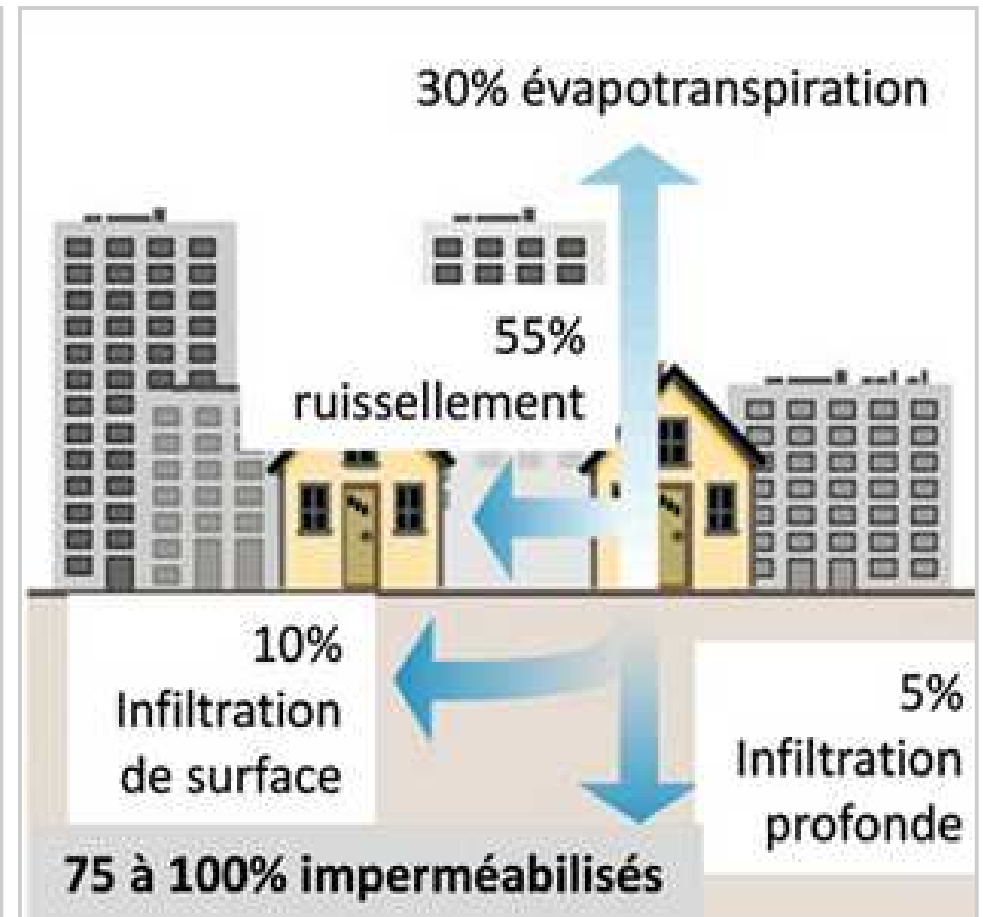 30% évapotranspiration
55%
ruissellement
10%
Infiltration
de surface
5%
Infiltration
profonde
75 à 100% imperméabilisés